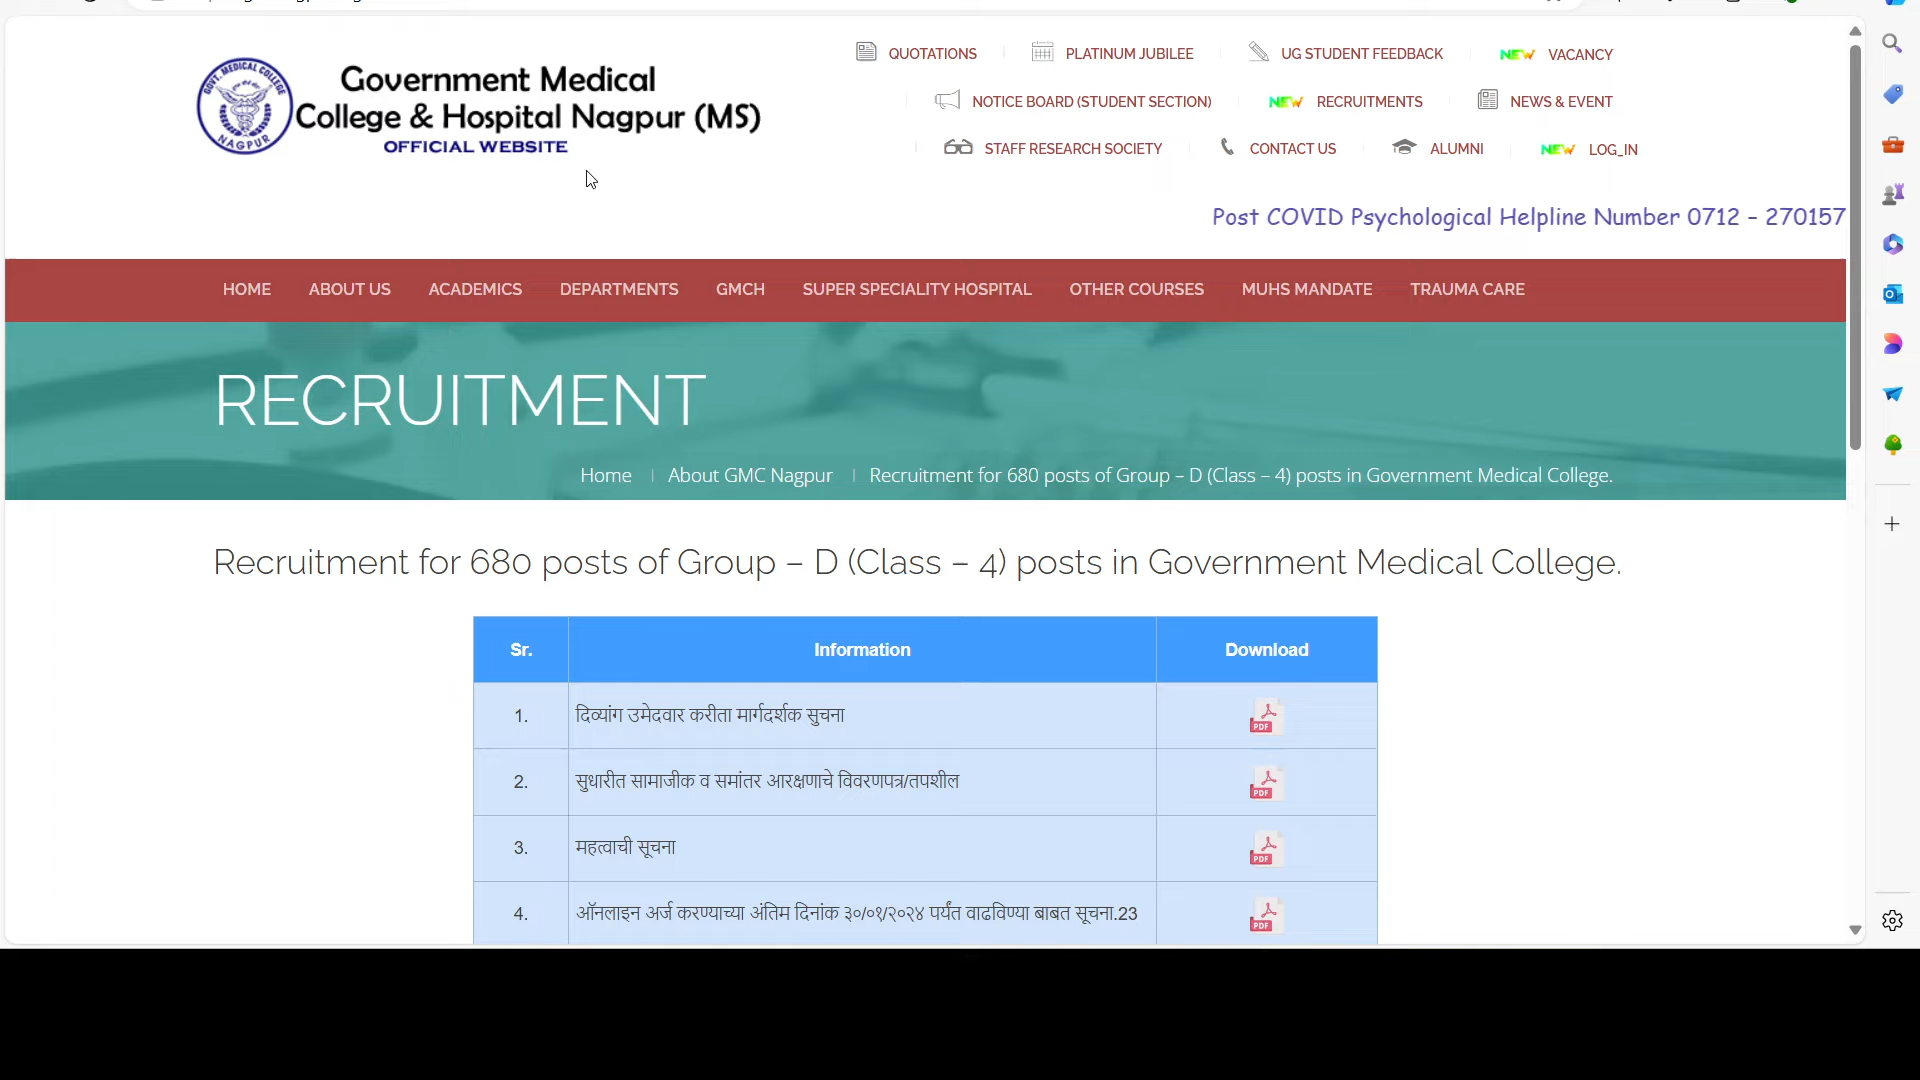 QUOTATIONS
PLATINUM JUBILEE
UG STUDENT FEEDBACK
NEW VACANCY
GOVT. MEDICAL COLLEGE NAGPUR
Government Medical
College & Hospital Nagpur (MS)
OFFICIAL WEBSITE
NOTICE BOARD (STUDENT SECTION)
NEW RECRUITMENTS
NEWS & EVENT
STAFF RESEARCH SOCIETY
CONTACT US
ALUMNI
NEW LOG_IN
Post COVID Psychological Helpline Number 0712 – 270157
HOME ABOUT US ACADEMICS DEPARTMENTS GMCH SUPER SPECIALITY HOSPITAL OTHER COURSES MUHS MANDATE TRAUMA CARE
RECRUITMENT
Home | About GMC Nagpur | Recruitment for 680 posts of Group – D (Class – 4) posts in Government Medical College.
Recruitment for 680 posts of Group – D (Class – 4) posts in Government Medical College.
Sr. Information Download
1. दिव्यांग उमेदवार करीता मार्गदर्शक सुचना PDF
2. सुधारीत सामाजीक व समांतर आरक्षणाचे विवरणपत्र/तपशील PDF
3. महत्वाची सूचना PDF
4. ऑनलाइन अर्ज करण्याच्या अंतिम दिनांक ३०/०१/२०२४ पर्यंत वाढविण्या बाबत सूचना.23 PDF